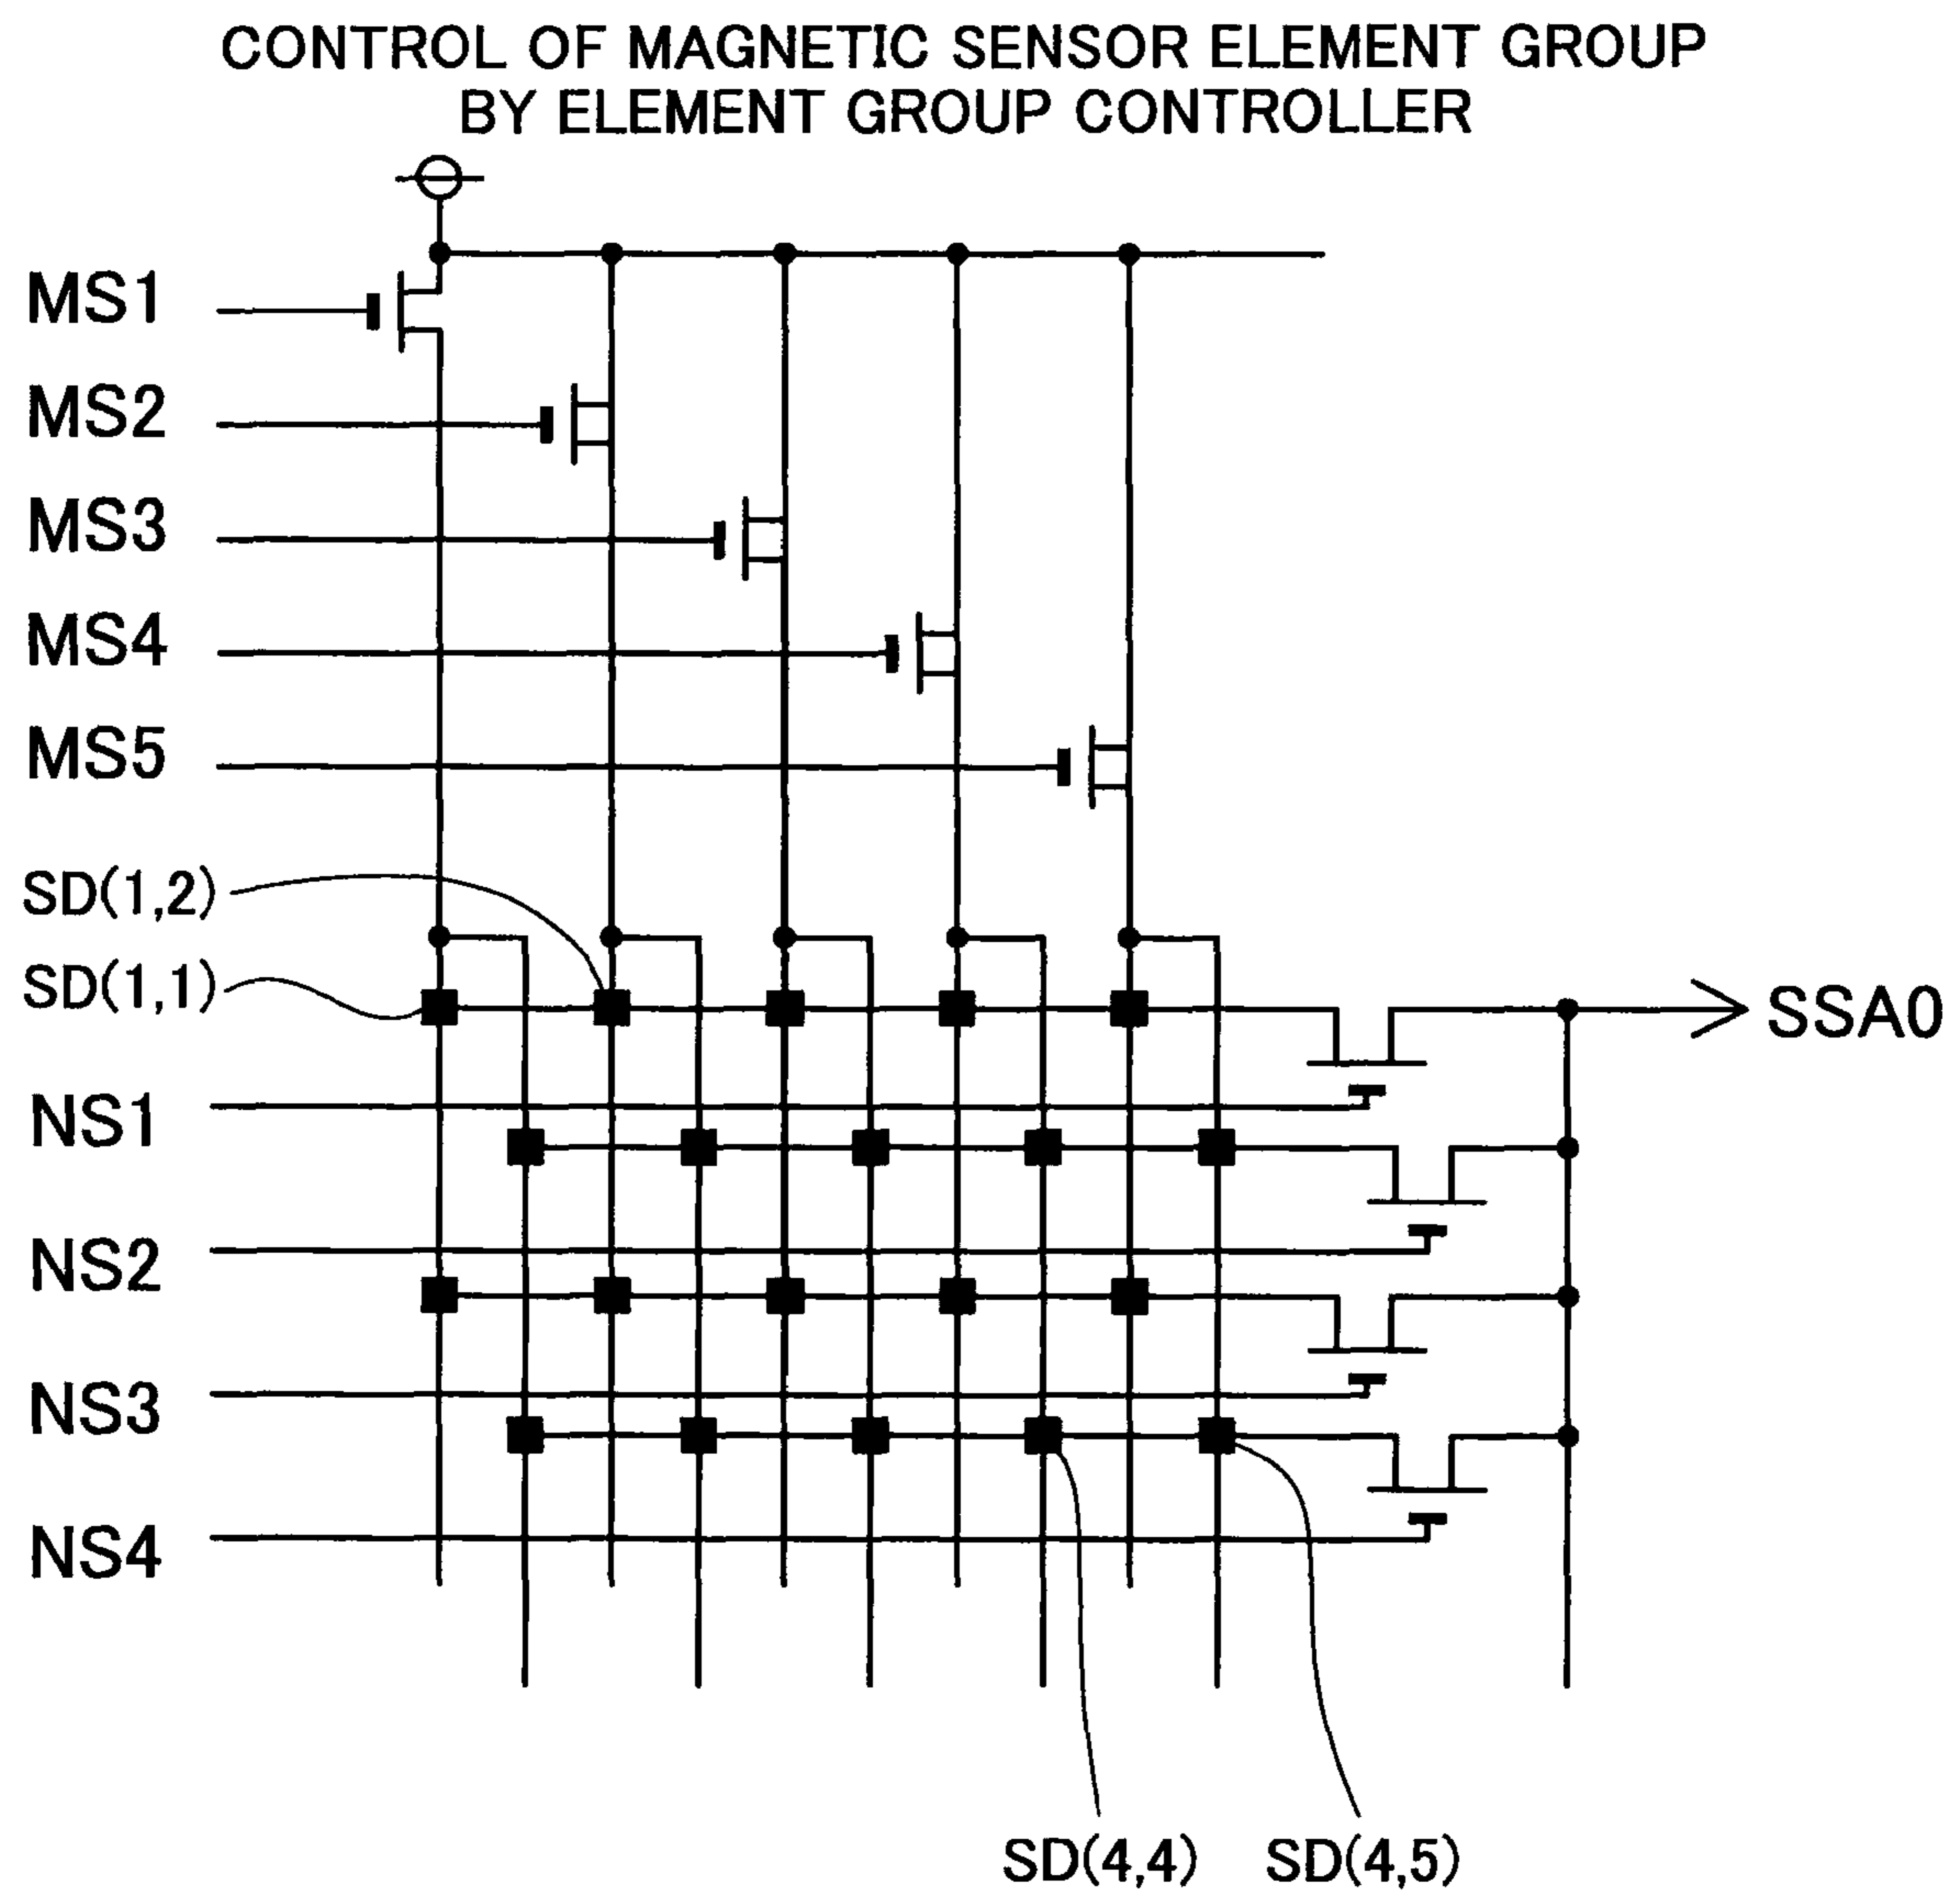 CONTROL OF MAGNETIC SENSOR ELEMENT GROUP
BY ELEMENT GROUP CONTROLLER
MS1
MS2
MS3
MS4
MS5
SD(1,2)
SD(1,1)
SSA0
NS1
NS2
NS3
NS4
SD(4,4)
SD(4,5)